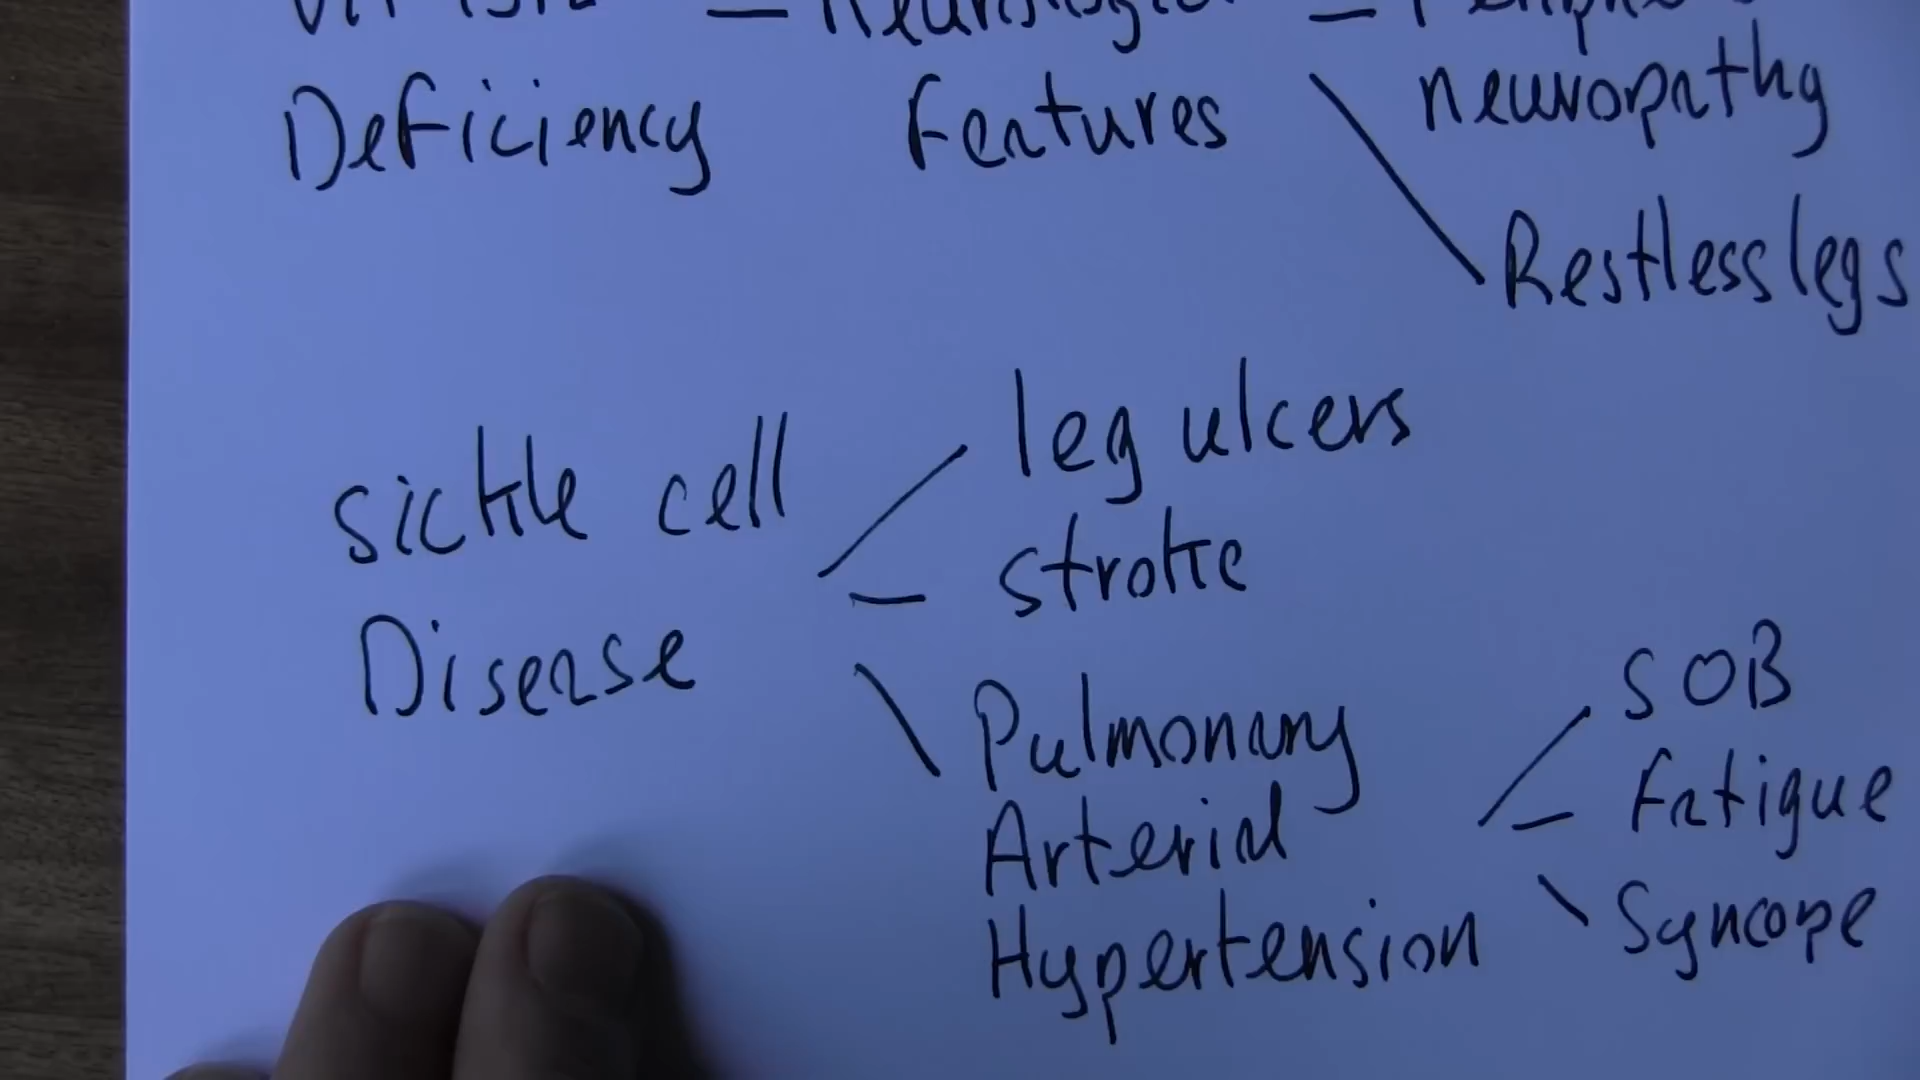 Deficiency Features neuropathy
Restless legs
sickle cell
Disease
leg ulcers
stroke
Pulmonary
Arterial
Hypertension
SOB
Fatigue
Syncope